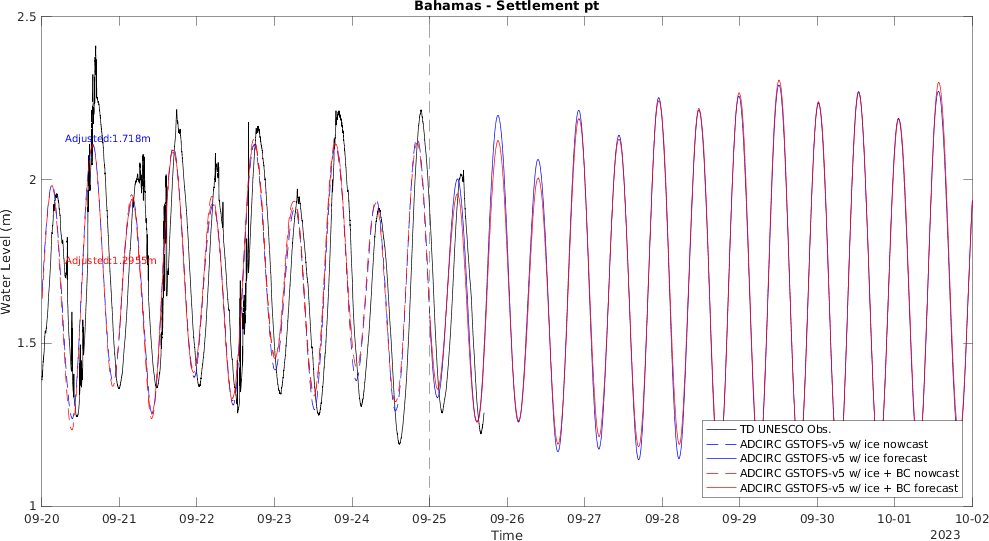 Bahamas - Settlement pt
2.5
2
1.5
1
Water Level (m)
Adjusted:1.718m
Adjusted:1.2955m
TD UNESCO Obs.
ADCIRC GSTOFS-v5 w/ ice nowcast
ADCIRC GSTOFS-v5 w/ ice forecast
ADCIRC GSTOFS-v5 w/ ice + BC nowcast
ADCIRC GSTOFS-v5 w/ ice + BC forecast
09-20 09-21 09-22 09-23 09-24 09-25 09-26 09-27 09-28 09-29 09-30 10-01 10-02
Time
2023